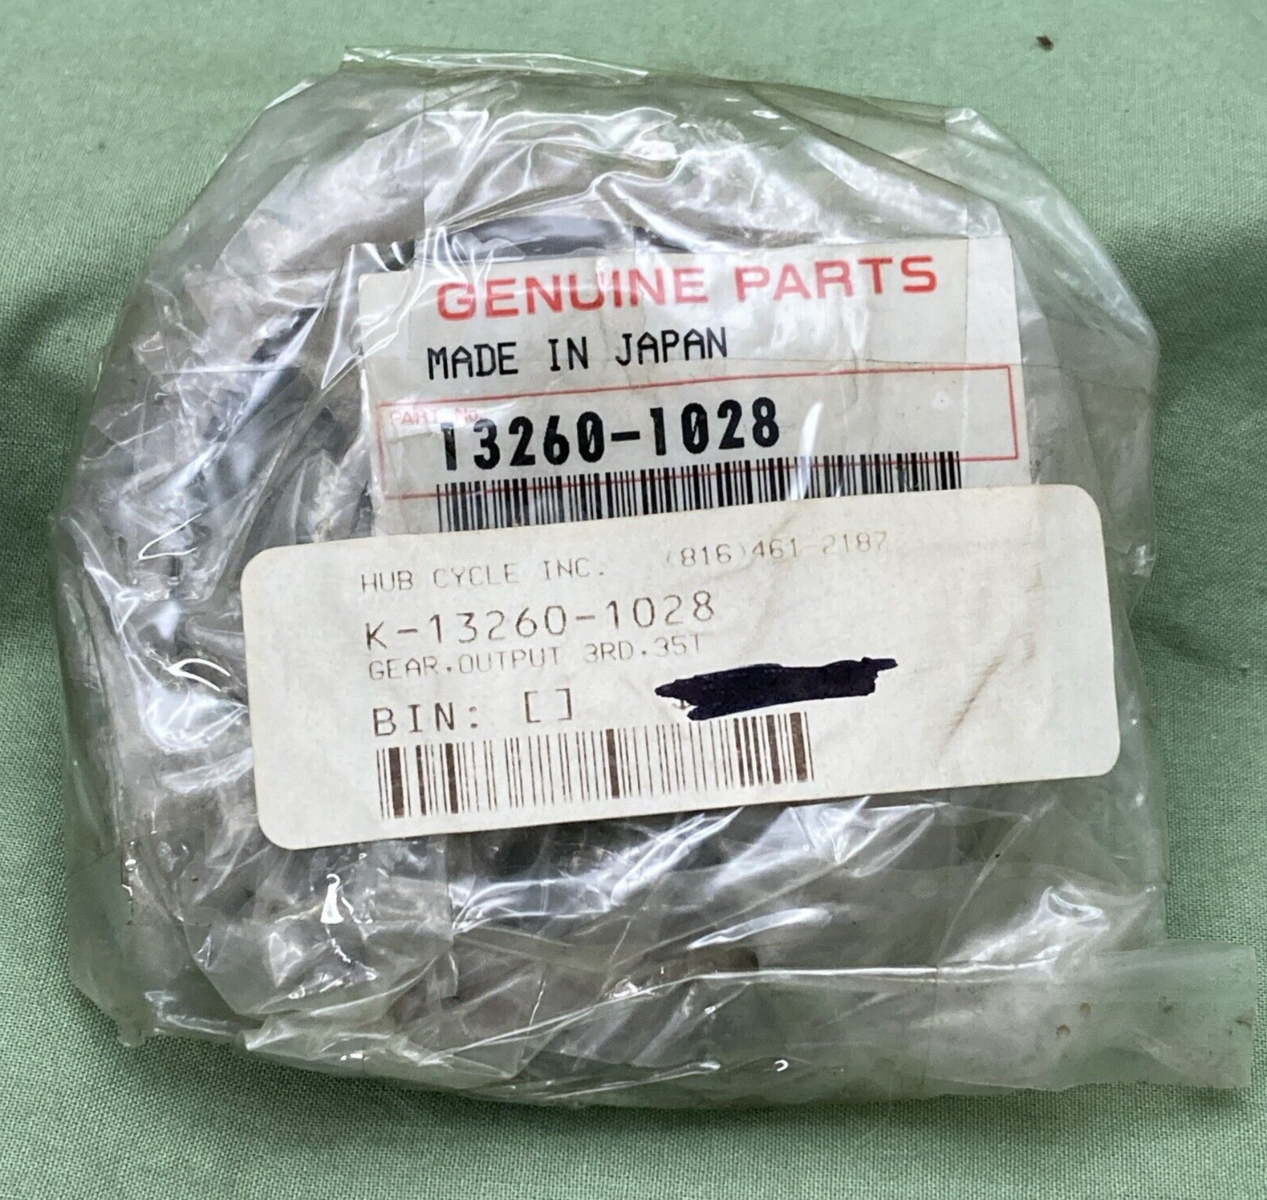 GENUINE PARTS
MADE IN JAPAN
PART No.
13260-1028
HUB CYCLE INC. (816)461-2187
K-13260-1028
GEAR,OUTPUT 3RD,35T
BIN: []